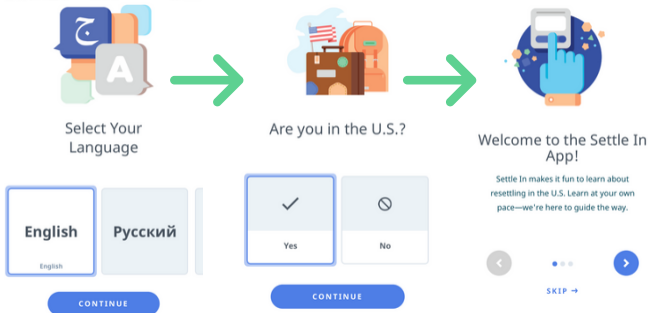 ج
A
Select Your
Language
English
English
Русский
CONTINUE
Are you in the U.S.?
Yes
No
CONTINUE
Welcome to the Settle In
App!
Settle In makes it fun to learn about
resettling in the U.S. Learn at your own
pace—we're here to guide the way.
SKIP →